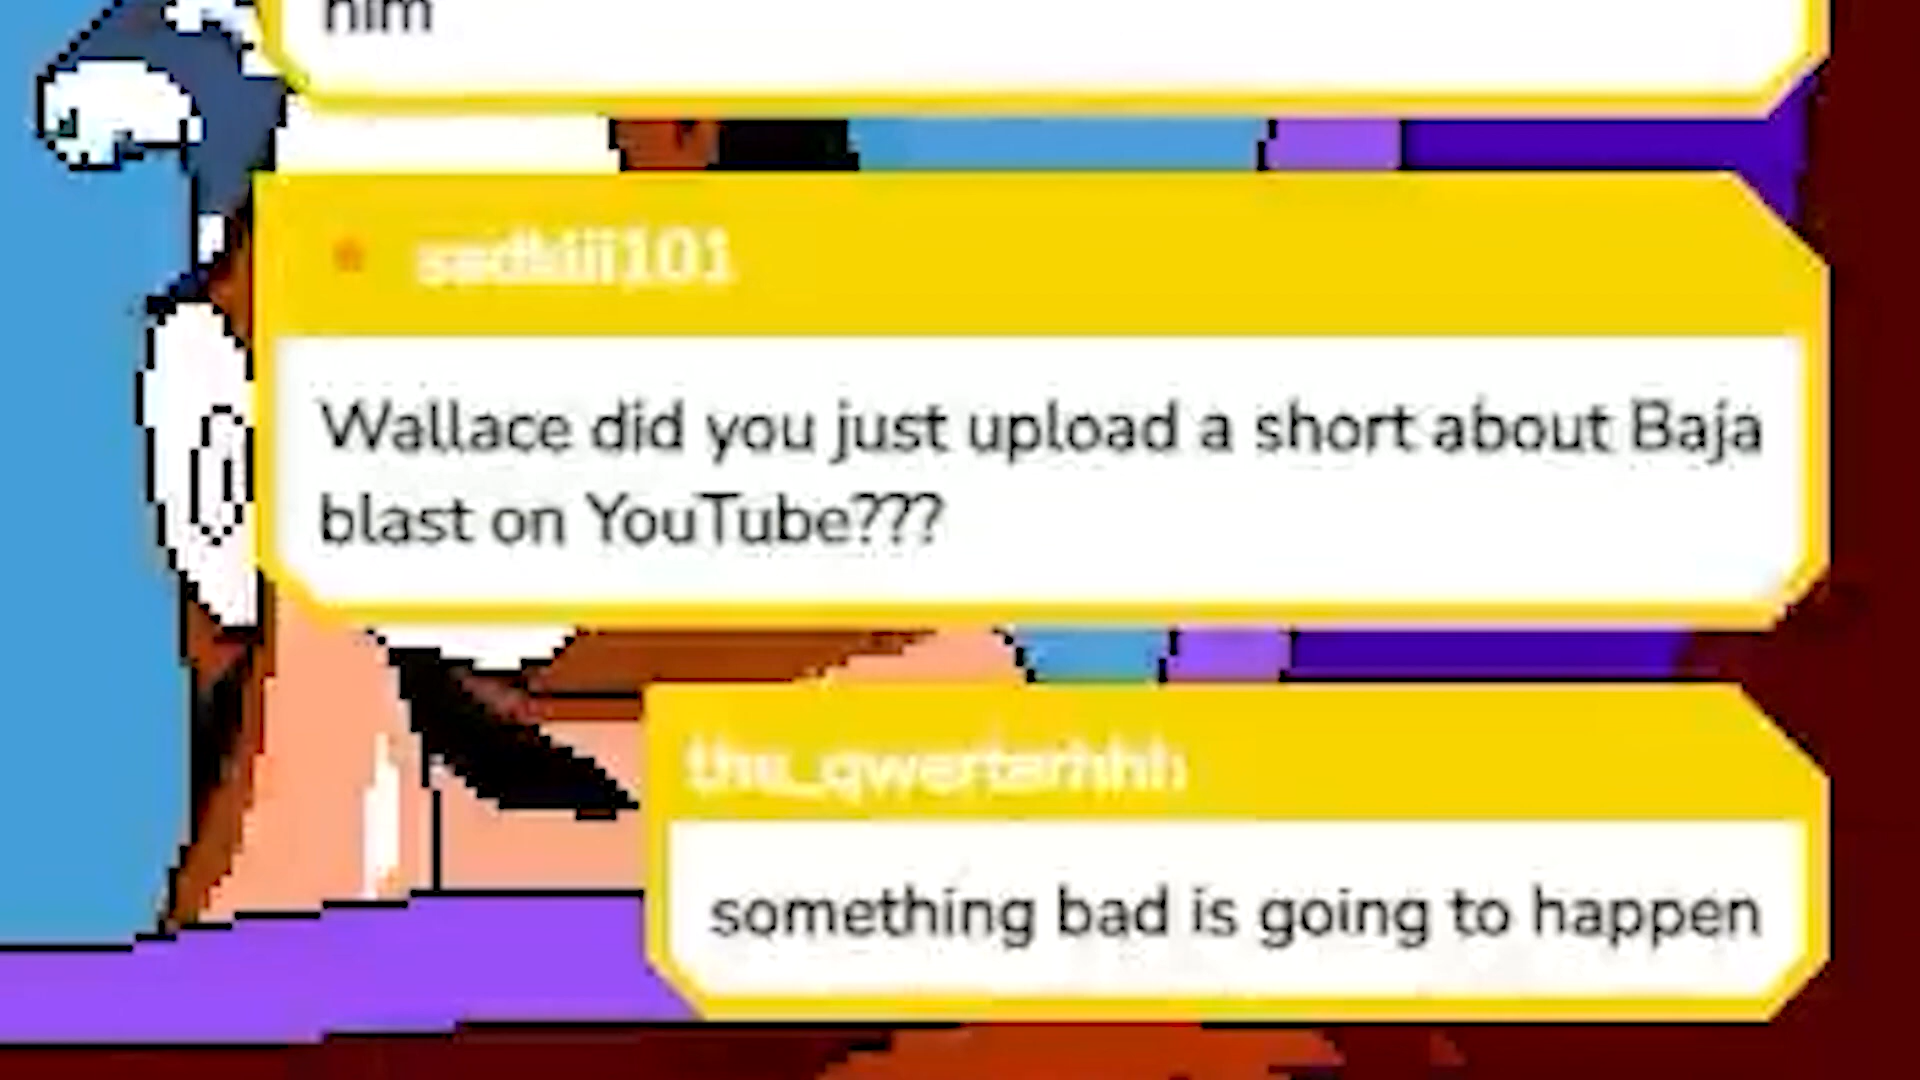 him
Wallace did you just upload a short about Baja
blast on YouTube???
something bad is going to happen